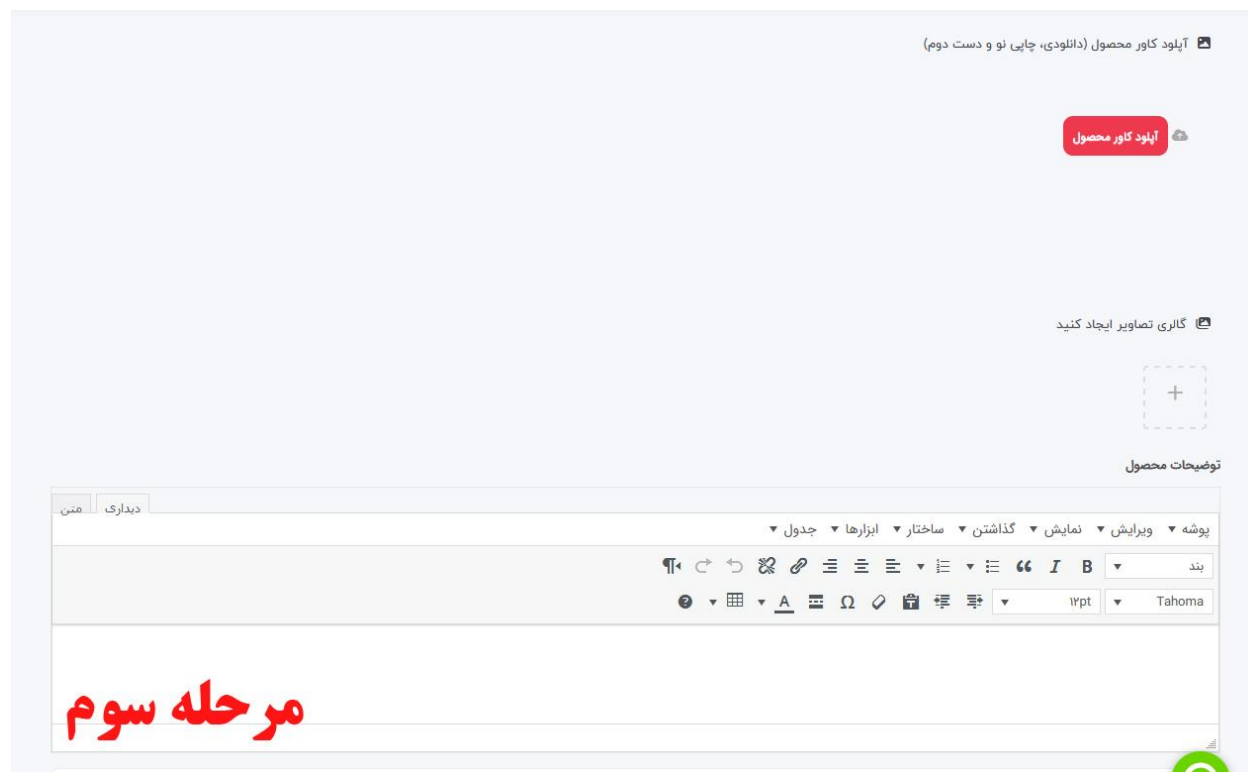 آپلود کاور محصول (دانلودی، چاپی نو و دست دوم)
آپلود کاور محصول
گالری تصاویر ایجاد کنید
توضیحات محصول
دیداری متن
پوشه ویرایش نمایش گذاشتن ساختار ابزارها جدول
بند B I
Tahoma ۱۲pt Ω A
مرحله سوم